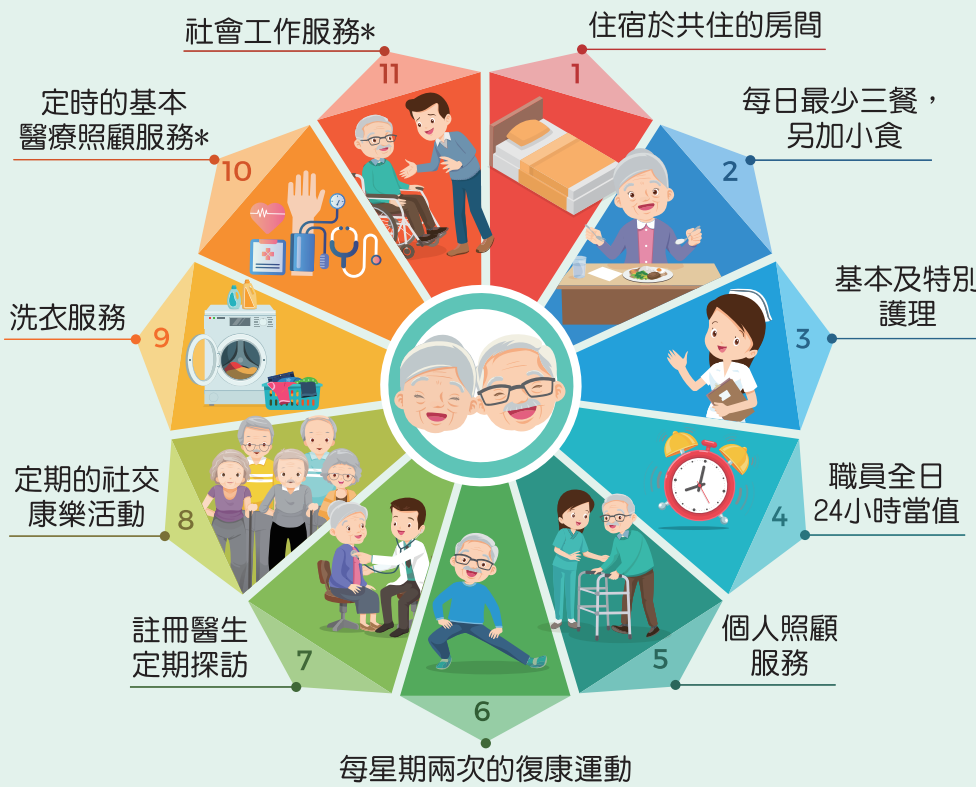 1
住宿於共住的房間
2
每日最少三餐，
另加小食
3
基本及特別
護理
4
職員全日
24小時當值
5
個人照顧
服務
6
每星期兩次的復康運動
7
註冊醫生
定期探訪
8
定期的社交
康樂活動
9
洗衣服務
10
定時的基本
醫療照顧服務*
11
社會工作服務*